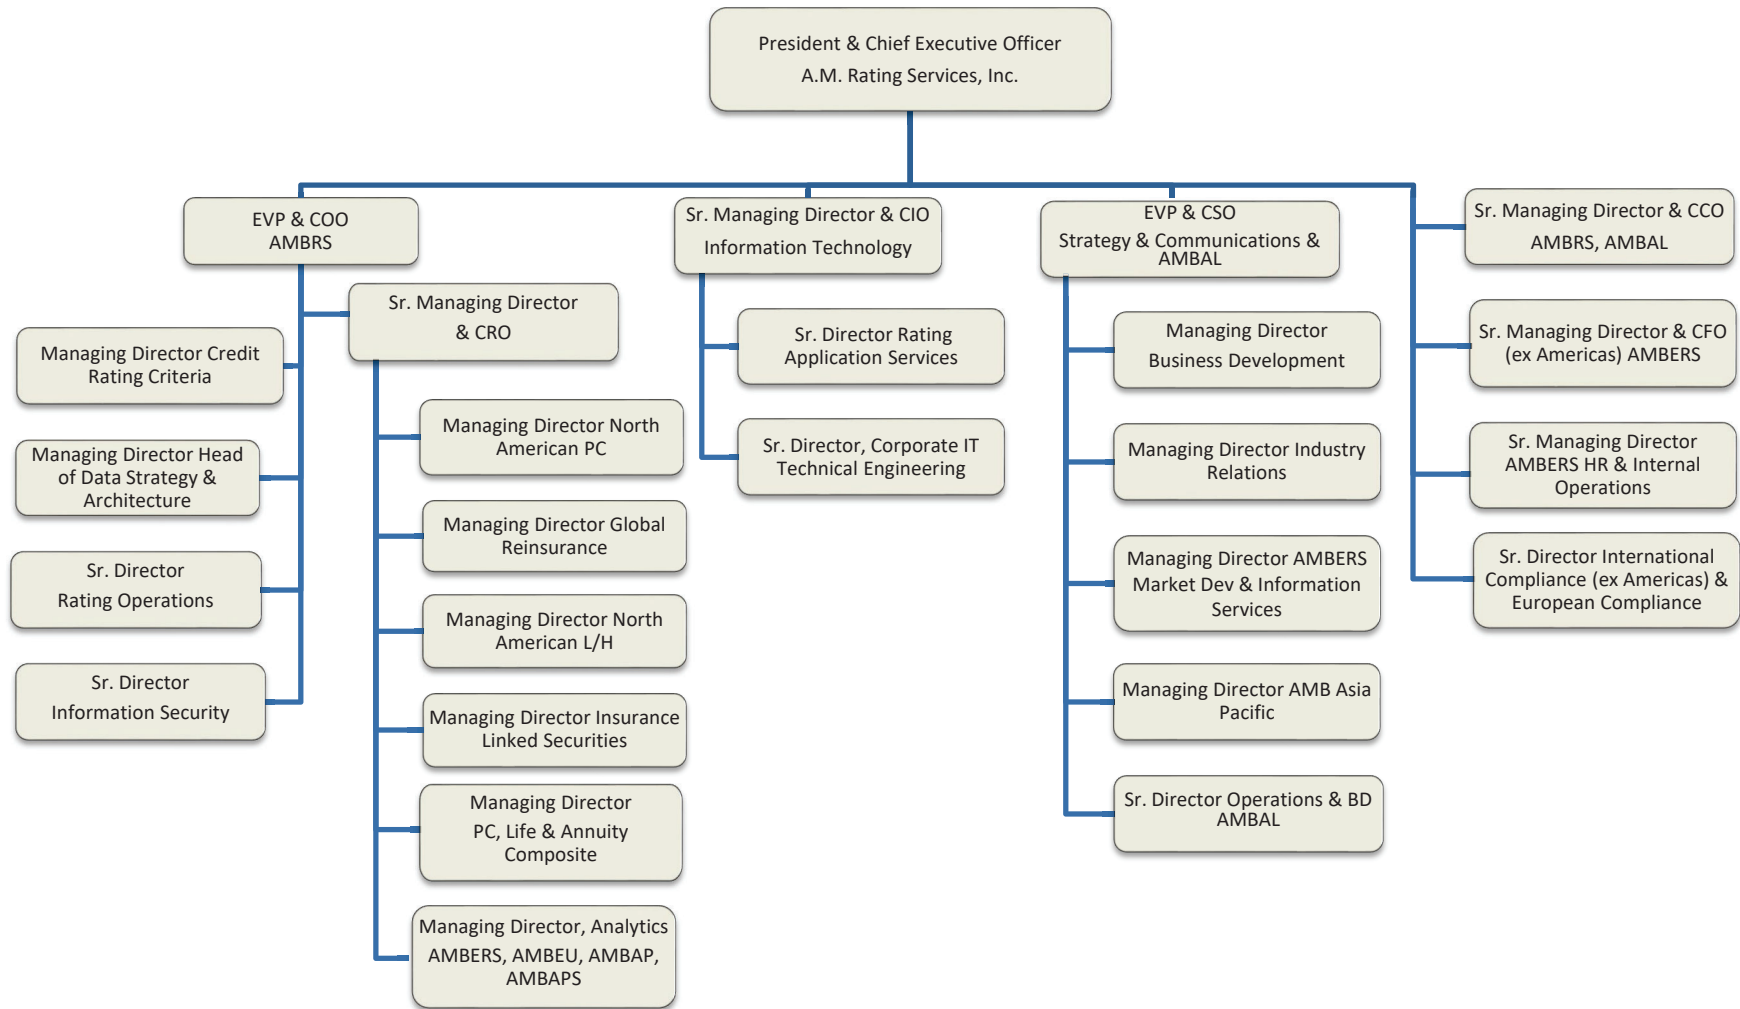 President & Chief Executive Officer
A.M. Rating Services, Inc.
EVP & COO
AMBRS
Sr. Managing Director
& CRO
Managing Director Credit
Rating Criteria
Managing Director Head
of Data Strategy &
Architecture
Sr. Director
Rating Operations
Sr. Director
Information Security
Managing Director North
American PC
Managing Director Global
Reinsurance
Managing Director North
American L/H
Managing Director Insurance
Linked Securities
Managing Director
PC, Life & Annuity
Composite
Managing Director, Analytics
AMBERS, AMBEU, AMBAP,
AMBAPS
Sr. Managing Director & CIO
Information Technology
Sr. Director Rating
Application Services
Sr. Director, Corporate IT
Technical Engineering
EVP & CSO
Strategy & Communications &
AMBAL
Managing Director
Business Development
Managing Director Industry
Relations
Managing Director AMBERS
Market Dev & Information
Services
Managing Director AMB Asia
Pacific
Sr. Director Operations & BD
AMBAL
Sr. Managing Director & CCO
AMBRS, AMBAL
Sr. Managing Director & CFO
(ex Americas) AMBERS
Sr. Managing Director
AMBERS HR & Internal
Operations
Sr. Director International
Compliance (ex Americas) &
European Compliance